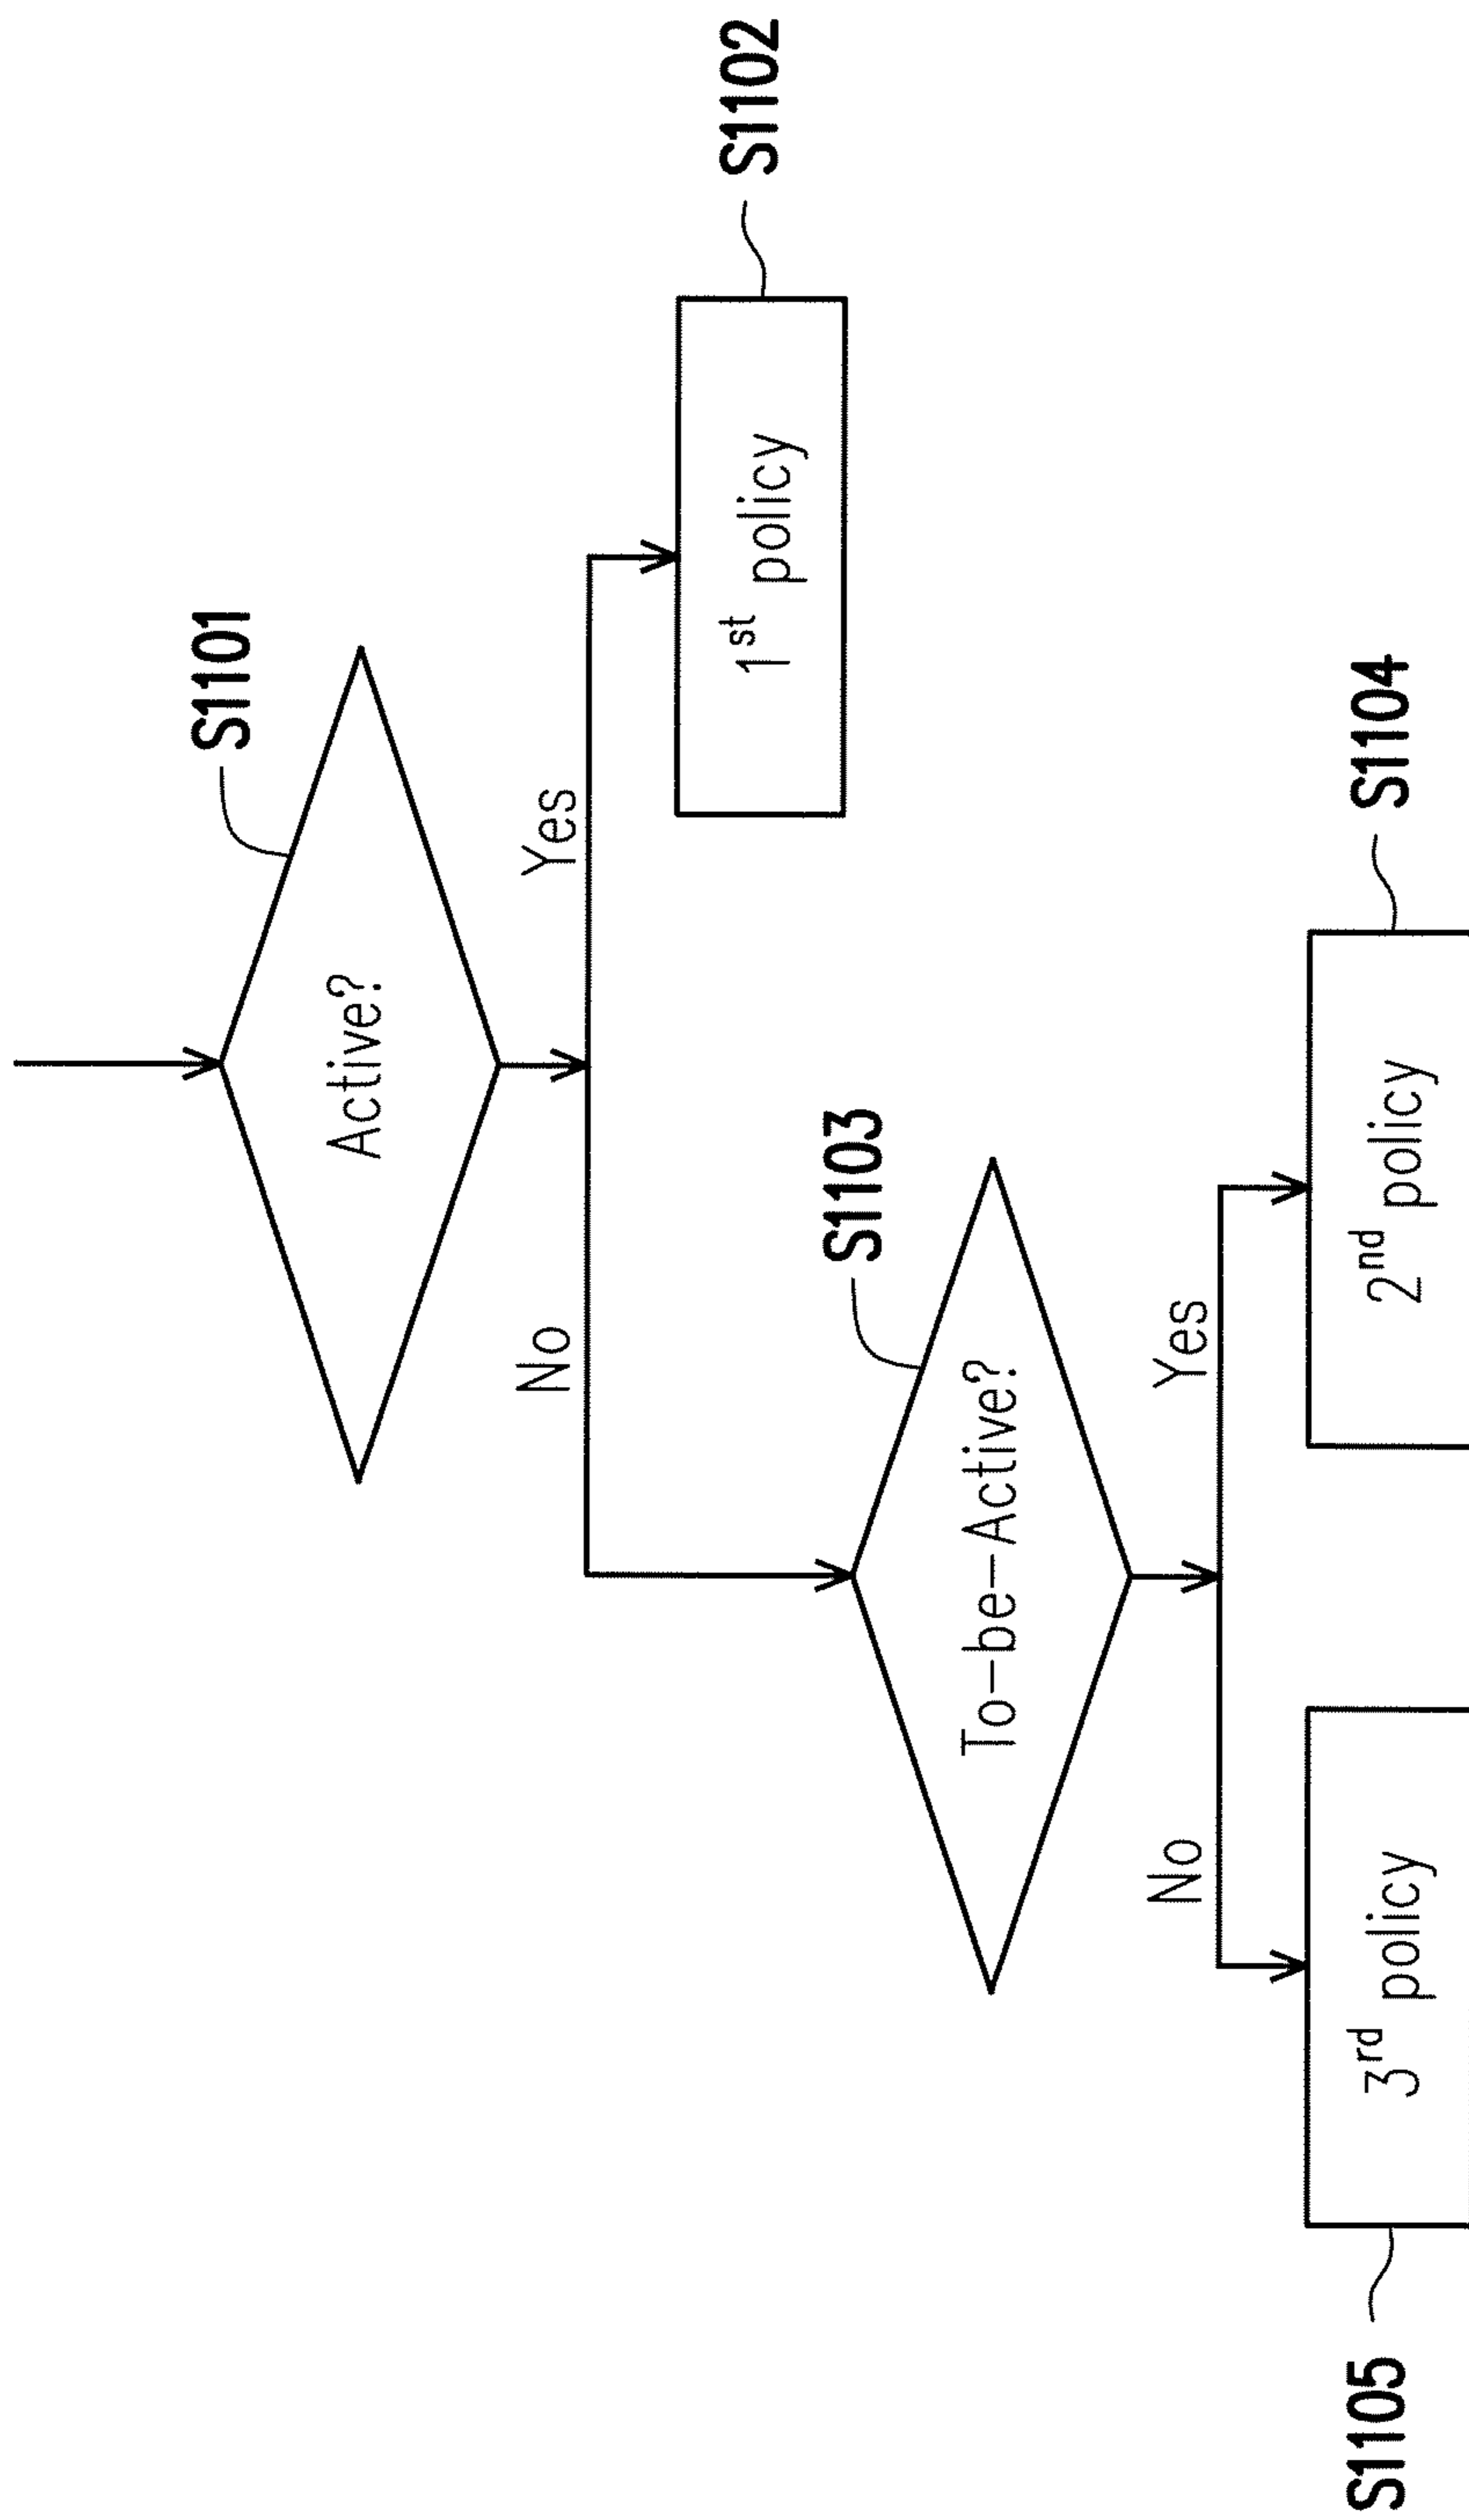 S1101
Active?
No
Yes
S1102
1st policy
S1103
To-be-Active?
No
Yes
S1105
3rd policy
2nd policy
S1104